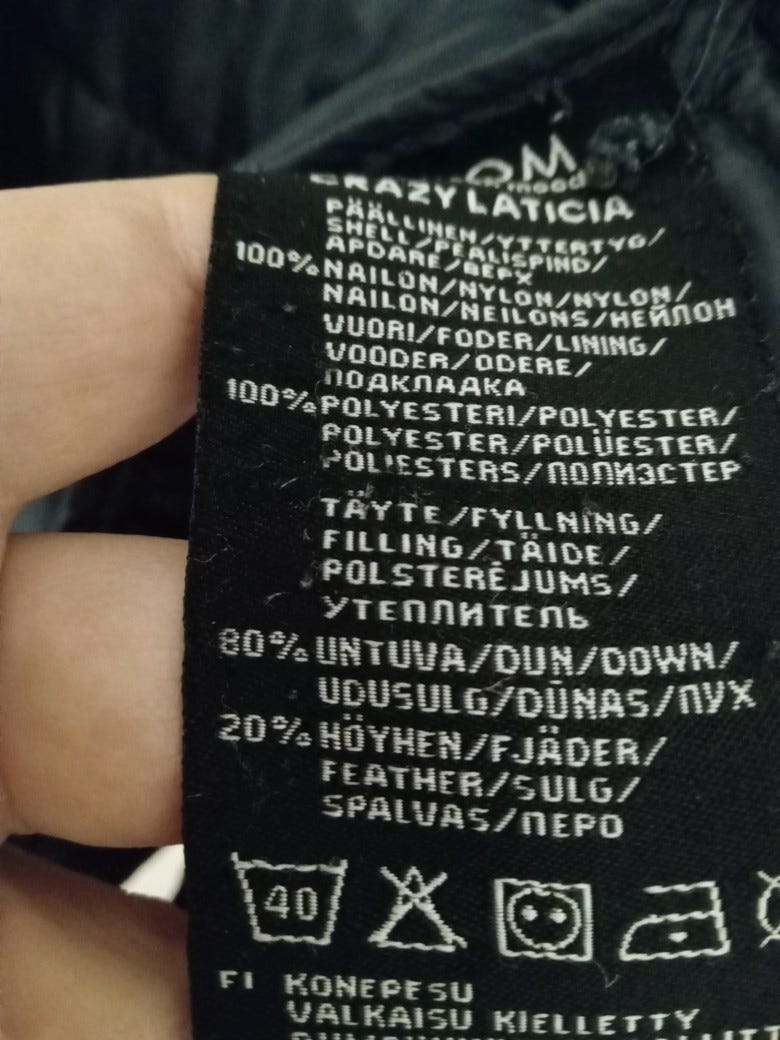 CRAZY LATICIA
PÄÄLLINEN/YTTERTYG/
SHELL/PEALISPIND/
APDARE/ВЕРХ
100% NAILON/NYLON/NYLON/
NAILON/NEILONS/НЕЙЛОН
VUORI/FODER/LINING/
VOODER/ODERE/
ПОДКЛАДКА
100% POLYESTERI/POLYESTER/
POLYESTER/POLÜESTER/
POLIESTERS/ПОЛИЭСТЕР
TÄYTE/FYLLNING/
FILLING/TÄIDE/
POLSTERĒJUMS/
УТЕПЛИТЕЛЬ
80% UNTUVA/DUN/DOWN/
UDUSULG/DŪNAS/ПУХ
20% HÖYHEN/FJÄDER/
FEATHER/SULG/
SPALVAS/ПЕРО
40
FI KONEPESU
VALKAISU KIELLETTY